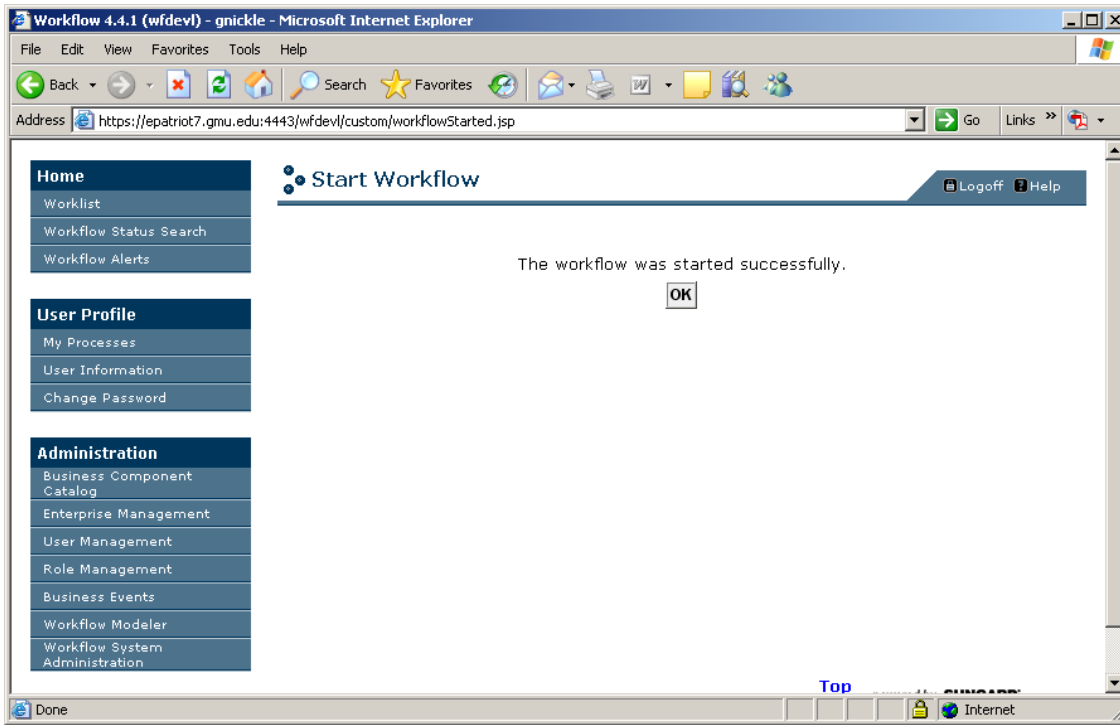 Workflow 4.4.1 (wfdevl) - gnickle - Microsoft Internet Explorer
File Edit View Favorites Tools Help
Back Search Favorites
Address https://epatriot7.gmu.edu:4443/wfdevl/custom/workflowStarted.jsp Go Links »
Home
Worklist
Workflow Status Search
Workflow Alerts
User Profile
My Processes
User Information
Change Password
Administration
Business Component
Catalog
Enterprise Management
User Management
Role Management
Business Events
Workflow Modeler
Workflow System
Administration
Start Workflow
Logoff ? Help
The workflow was started successfully.
OK
Top
Done Internet